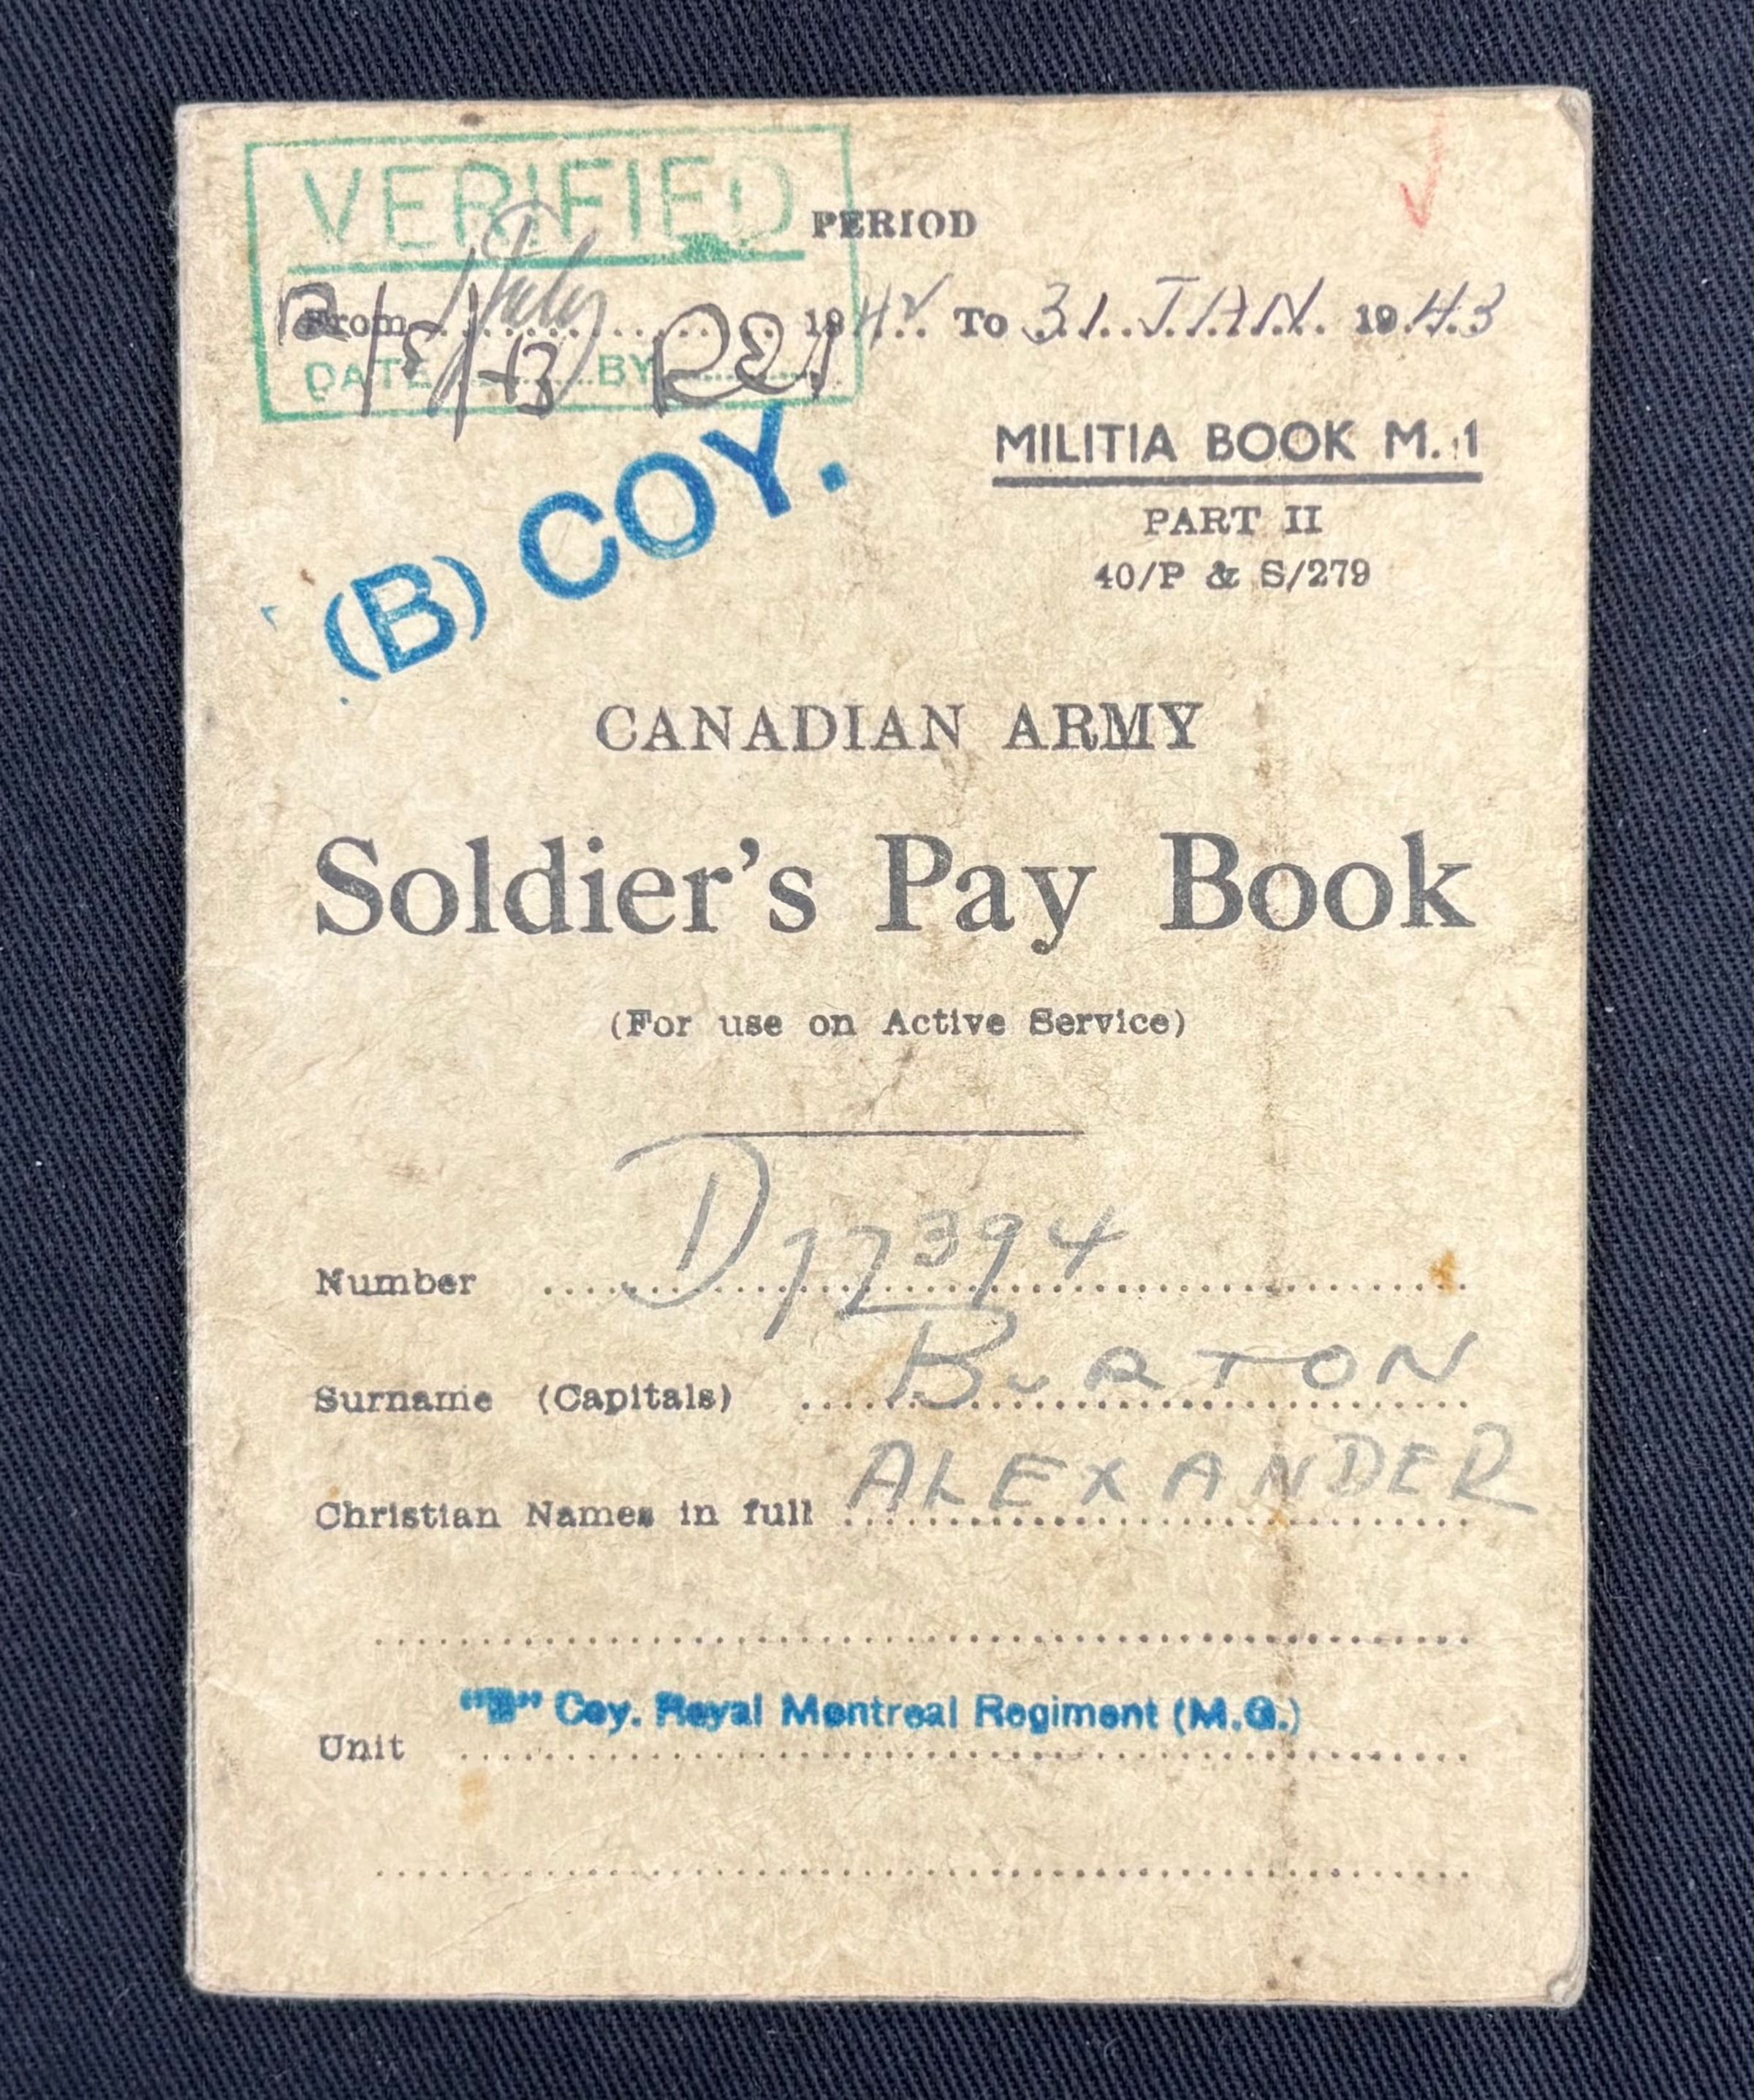 VERIFIED
PERIOD
From 1942 To 31 JAN. 1943
DATE BY
(B) COY.
MILITIA BOOK M. 1
PART II
40/P & S/279
CANADIAN ARMY
Soldier's Pay Book
(For use on Active Service)
Number
Surname (Capitals) BURTON
Christian Names in full ALEXANDER
Unit "B" Coy. Royal Montreal Regiment (M.G.)